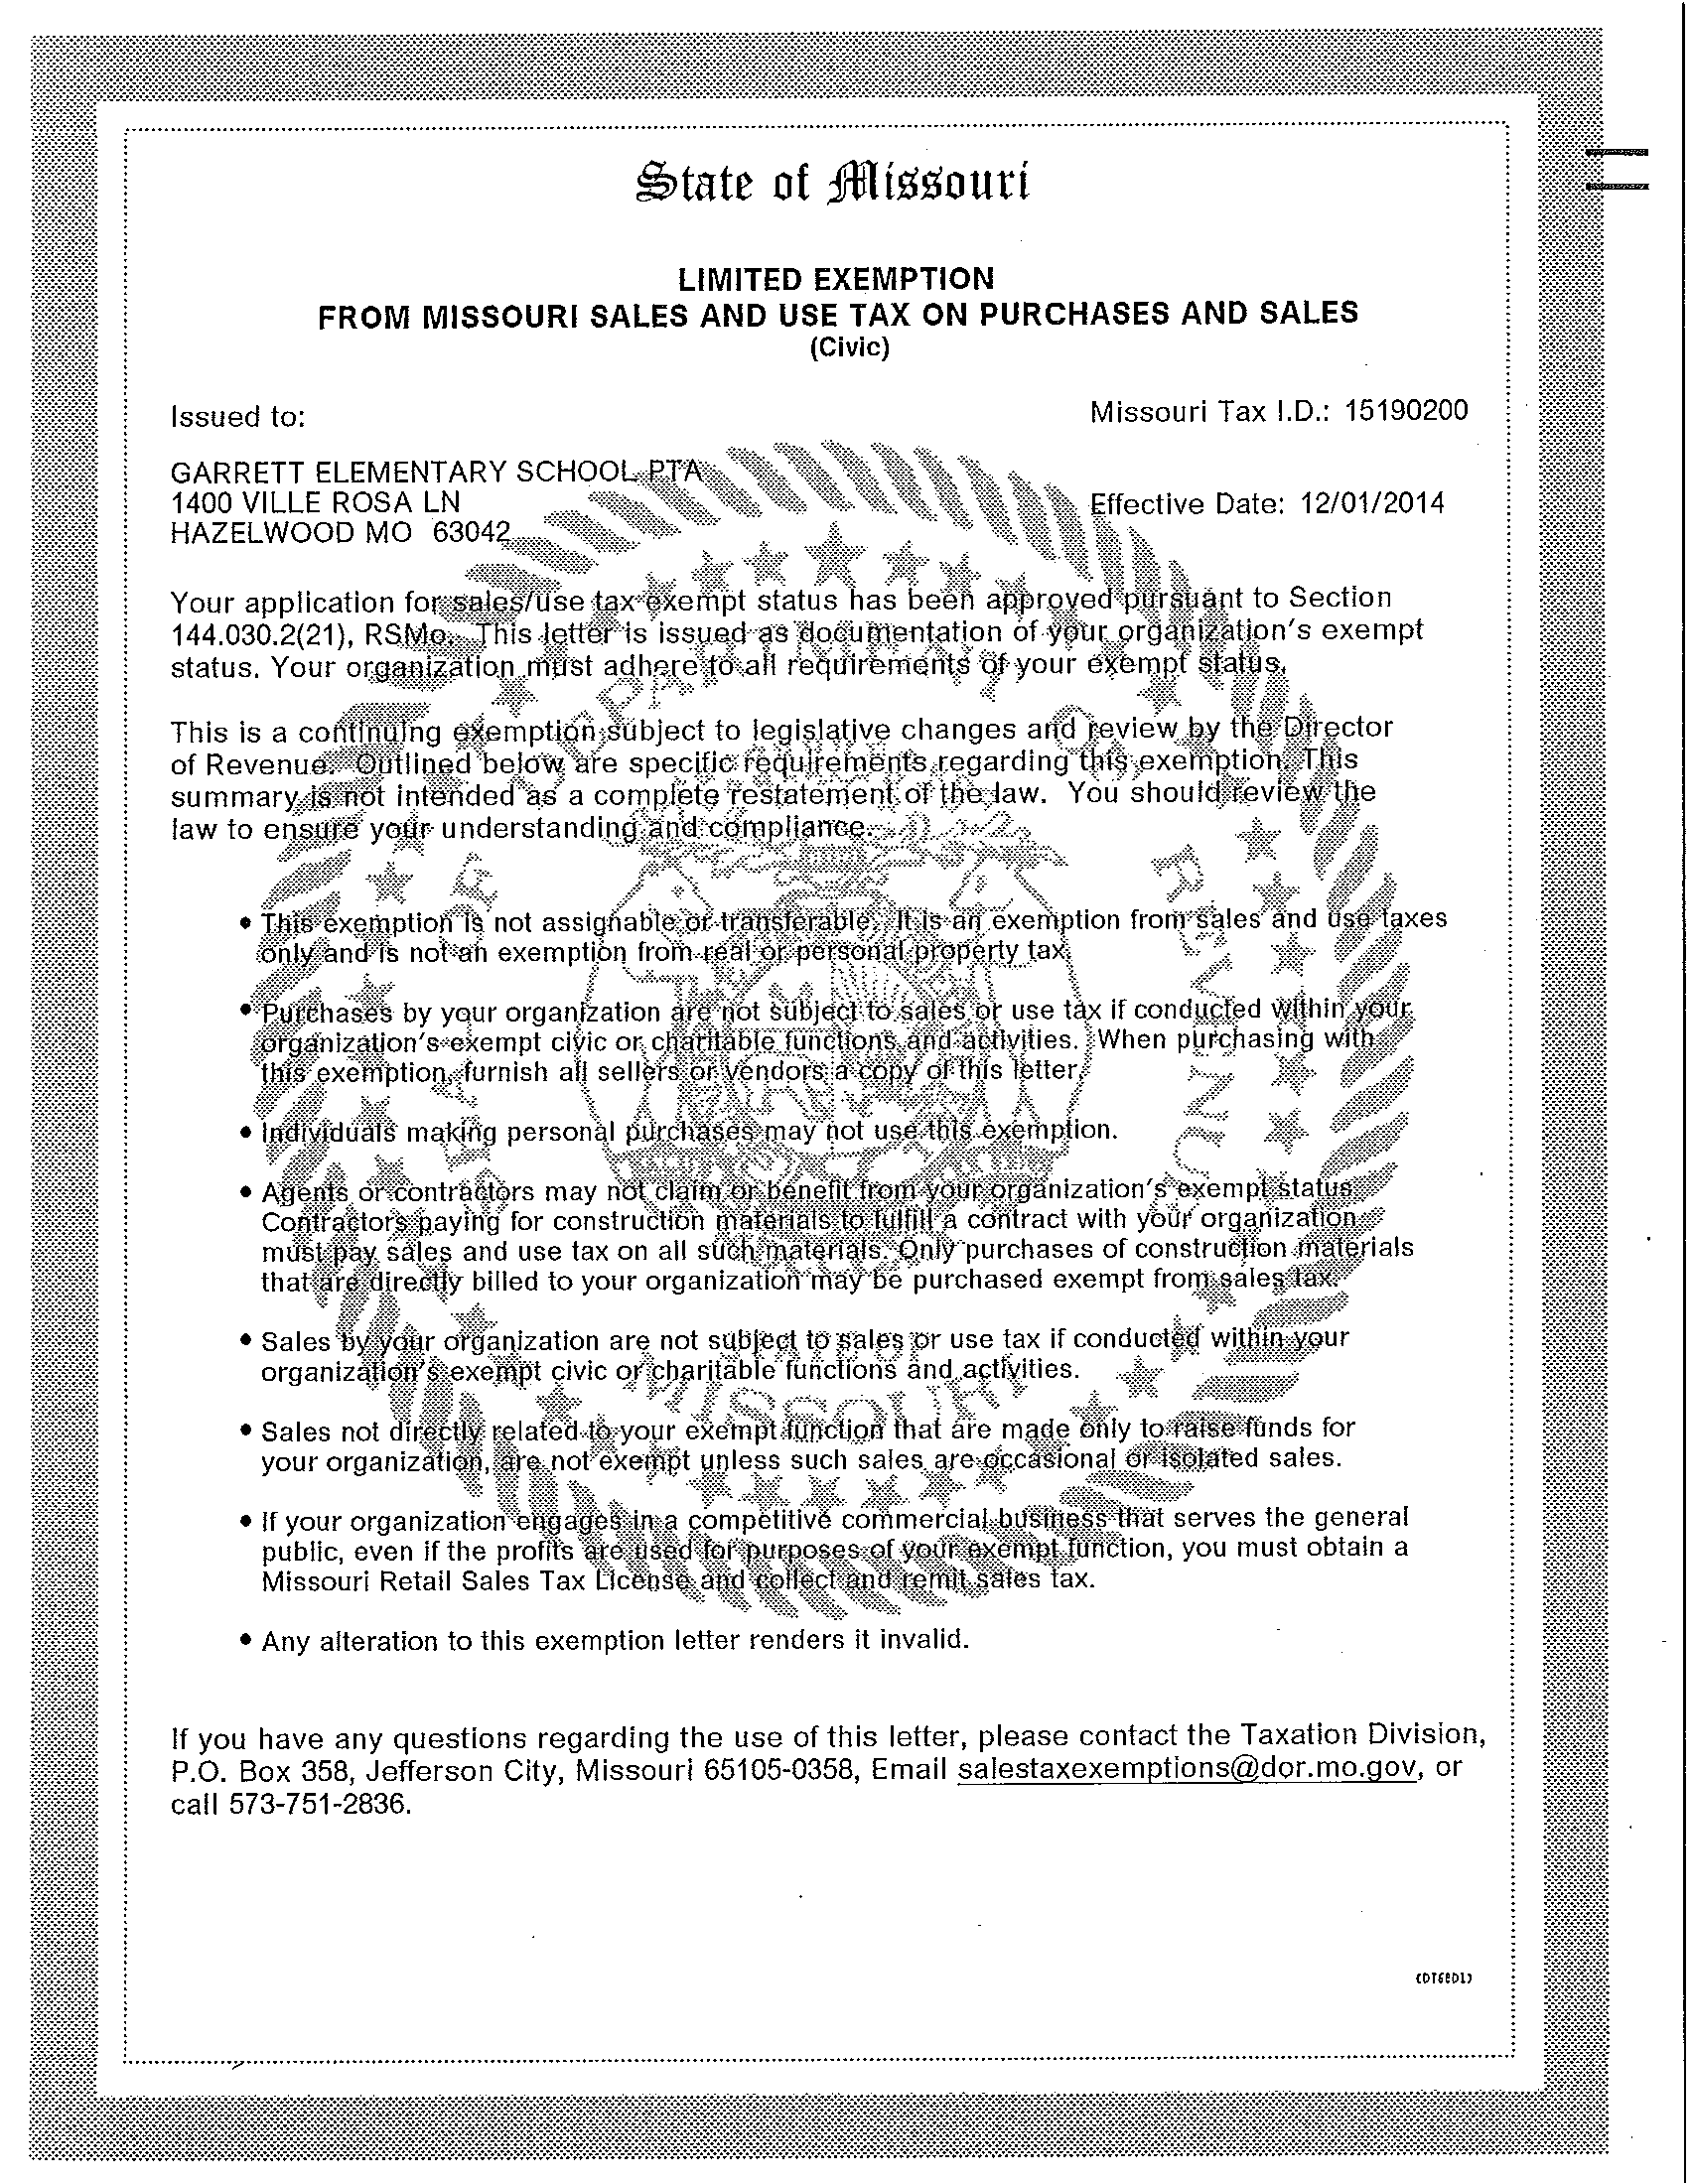 State of Missouri
LIMITED EXEMPTION
FROM MISSOURI SALES AND USE TAX ON PURCHASES AND SALES
(Civic)
Issued to:
Missouri Tax I.D.: 15190200
GARRETT ELEMENTARY SCHOOL PTA
1400 VILLE ROSA LN
Effective Date: 12/01/2014
HAZELWOOD MO 63042
Your application for sales/use tax exempt status has been approved pursuant to Section
144.030.2(21), RSMo. This letter is issued as documentation of your organization's exempt
status. Your organization must adhere to all requirements of your exempt status.
This is a continuing exemption subject to legislative changes and review by the Director
of Revenue. Outlined below are specific requirements regarding this exemption. This
summary is not intended as a complete restatement of the law. You should review the
law to ensure your understanding and compliance.
• This exemption is not assignable or transferable. It is an exemption from sales and use taxes
only and is not an exemption from real or personal property tax.
• Purchases by your organization are not subject to sales or use tax if conducted within your
organization's exempt civic or charitable functions and activities. When purchasing with
this exemption, furnish all sellers or vendors a copy of this letter.
• Individuals making personal purchases may not use this exemption.
• Agents or contractors may not claim or benefit from your organization's exempt status.
Contractors paying for construction materials to fulfill a contract with your organization
must pay sales and use tax on all such materials. Only purchases of construction materials
that are directly billed to your organization may be purchased exempt from sales tax.
• Sales by your organization are not subject to sales or use tax if conducted within your
organization's exempt civic or charitable functions and activities.
• Sales not directly related to your exempt function that are made only to raise funds for
your organization, are not exempt unless such sales are occasional or isolated sales.
• If your organization engages in a competitive commercial business that serves the general
public, even if the profits are used for purposes of your exempt function, you must obtain a
Missouri Retail Sales Tax License and collect and remit sales tax.
• Any alteration to this exemption letter renders it invalid.
If you have any questions regarding the use of this letter, please contact the Taxation Division,
P.O. Box 358, Jefferson City, Missouri 65105-0358, Email salestaxexemptions@dor.mo.gov, or
call 573-751-2836.